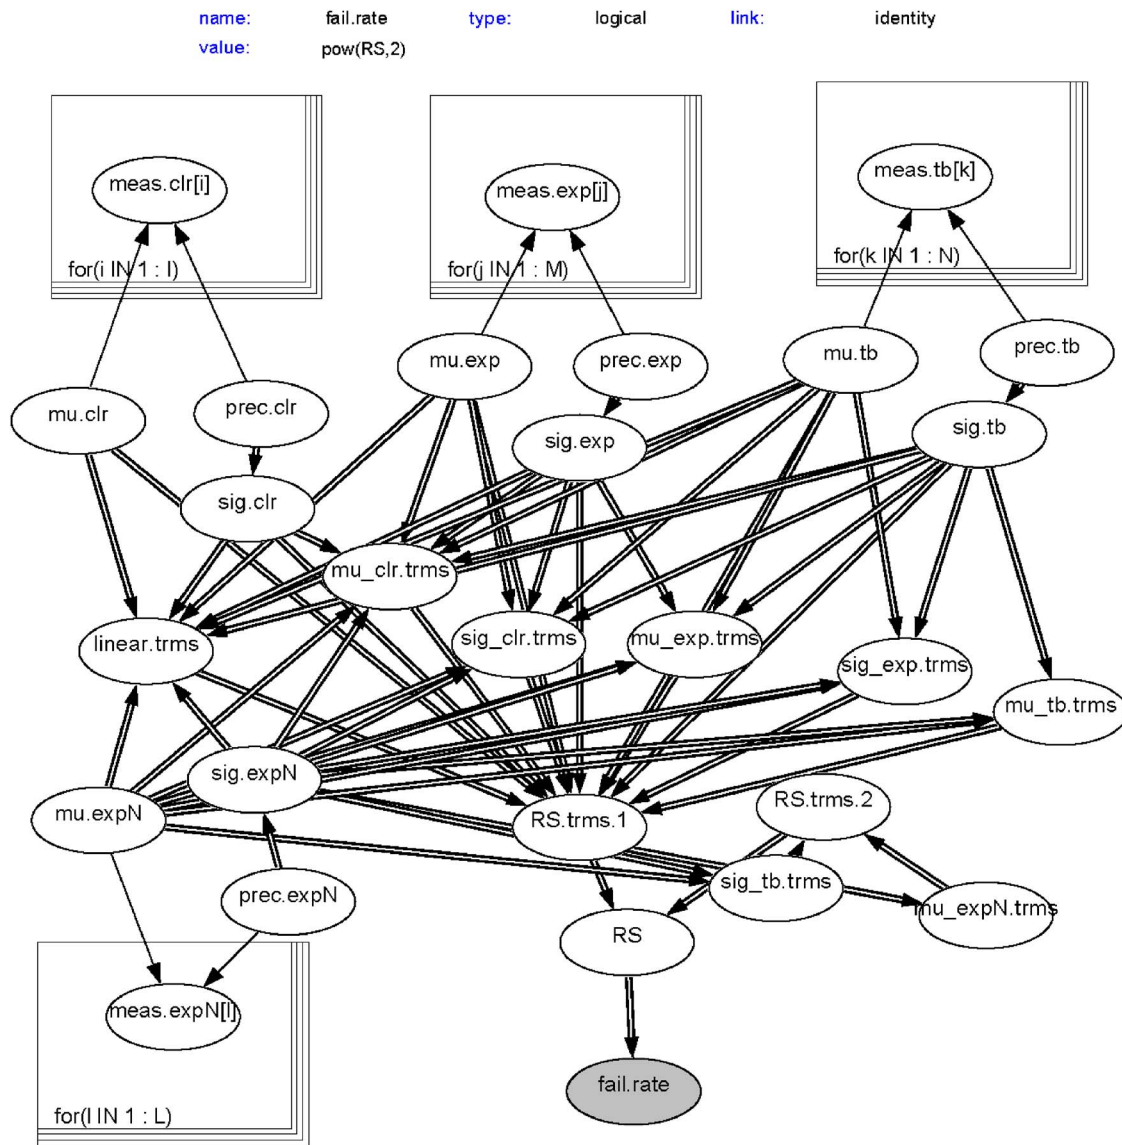 name: fail.rate type: logical link: identity
value: pow(RS,2)
meas.clr[i]
meas.exp[j]
meas.tb[k]
for(i IN 1 : I)
for(j IN 1 : M)
for(k IN 1 : N)
mu.clr
prec.clr
mu.exp
prec.exp
mu.tb
prec.tb
sig.exp
sig.tb
sig.clr
mu_clr.trms
linear.trms
sig_clr.trms
mu_exp.trms
sig_exp.trms
mu_tb.trms
sig.expN
mu.expN
RS.trms.1
RS.trms.2
prec.expN
sig_tb.trms
mu_expN.trms
RS
meas.expN[l]
for(l IN 1 : L)
fail.rate